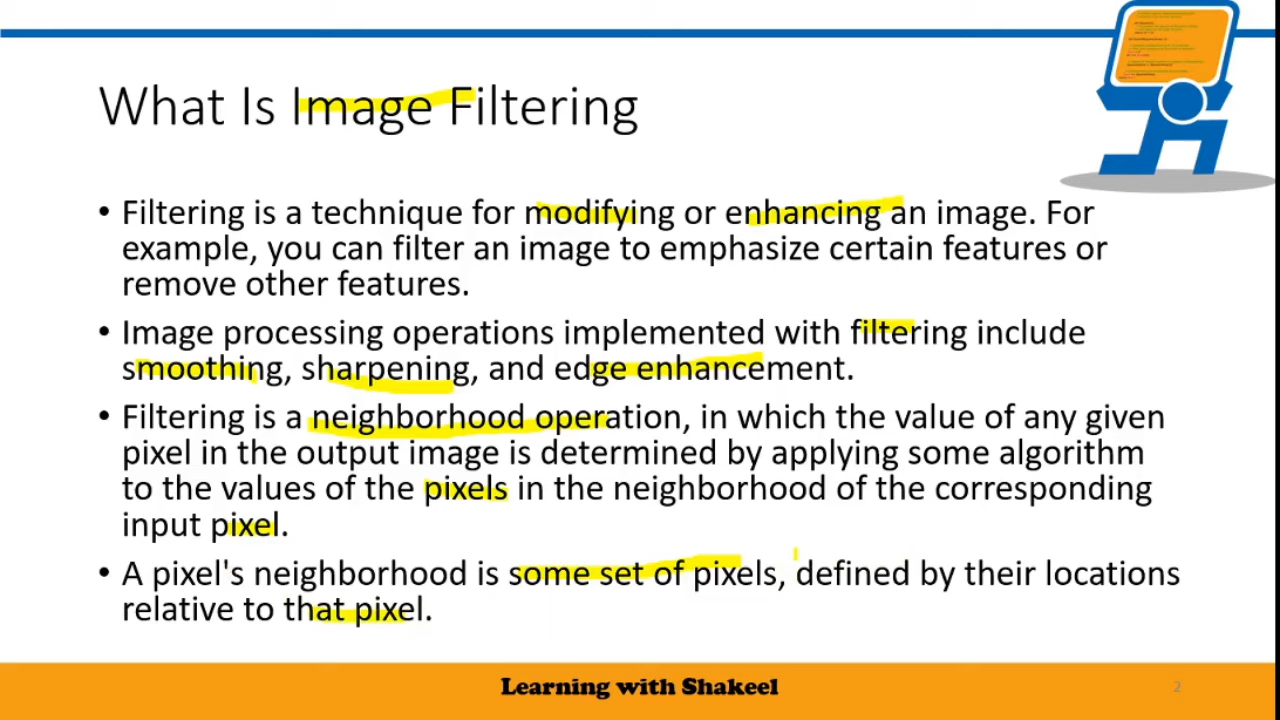 What Is Image Filtering
• Filtering is a technique for modifying or enhancing an image. For
example, you can filter an image to emphasize certain features or
remove other features.
• Image processing operations implemented with filtering include
smoothing, sharpening, and edge enhancement.
• Filtering is a neighborhood operation, in which the value of any given
pixel in the output image is determined by applying some algorithm
to the values of the pixels in the neighborhood of the corresponding
input pixel.
• A pixel's neighborhood is some set of pixels, defined by their locations
relative to that pixel.
Learning with Shakeel
2